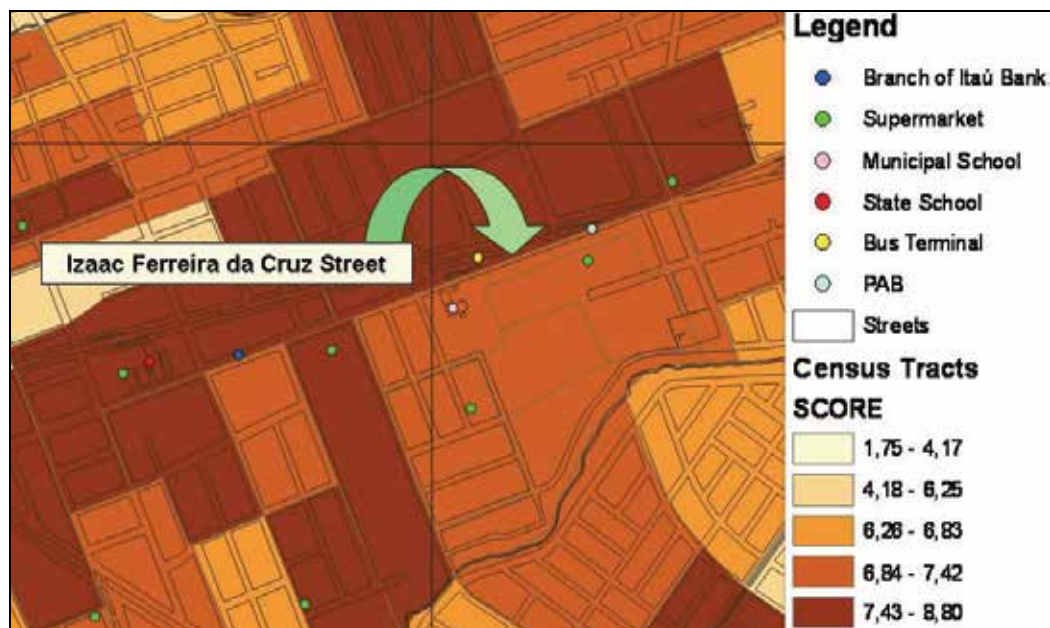 Izaac Ferreira da Cruz Street
Legend
Branch of Itaú Bank
Supermarket
Municipal School
State School
Bus Terminal
PAB
Streets
Census Tracts
SCORE
1,75 - 4,17
4,18 - 6,25
6,26 - 6,83
6,84 - 7,42
7,43 - 8,80